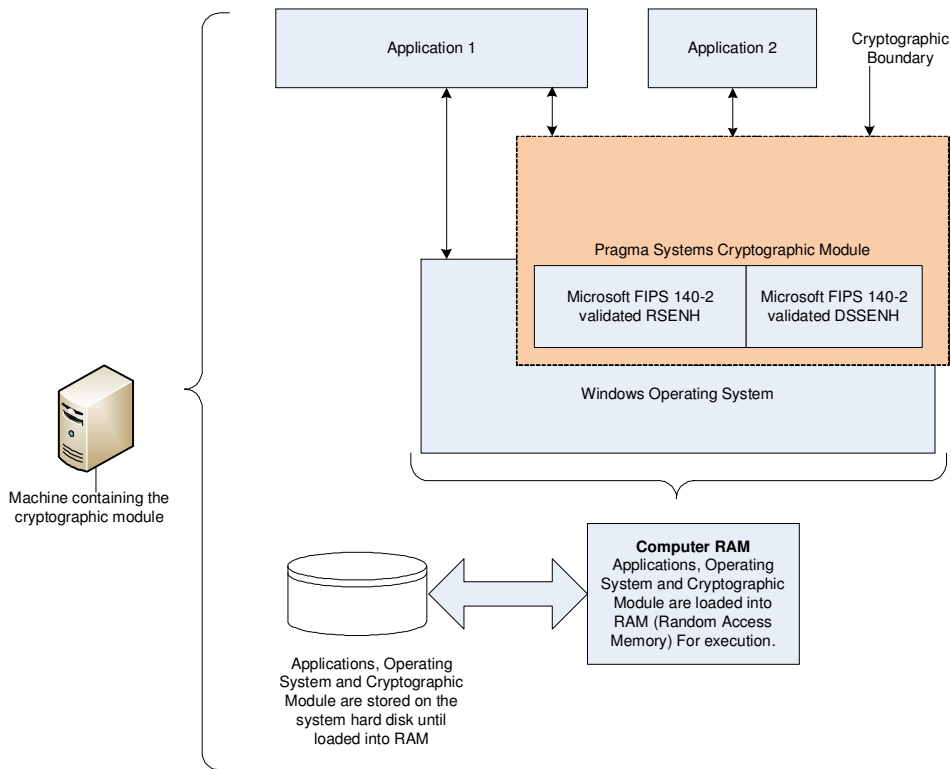 Application 1
Application 2
Cryptographic
Boundary
Pragma Systems Cryptographic Module
Microsoft FIPS 140-2
validated RSENH
Microsoft FIPS 140-2
validated DSSENH
Windows Operating System
Machine containing the
cryptographic module
Computer RAM
Applications, Operating
System and Cryptographic
Module are loaded into
RAM (Random Access
Memory) For execution.
Applications, Operating
System and Cryptographic
Module are stored on the
system hard disk until
loaded into RAM